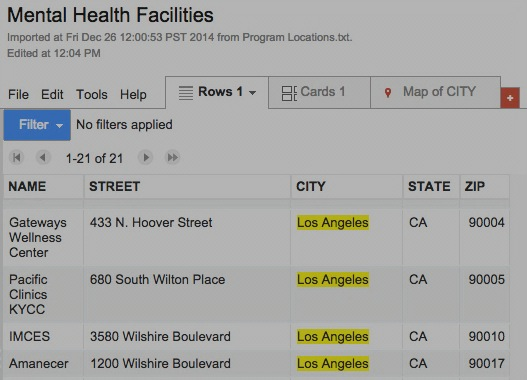 Mental Health Facilities
Imported at Fri Dec 26 12:00:53 PST 2014 from Program Locations.txt.
Edited at 12:04 PM
File Edit Tools Help Rows 1 Cards 1 Map of CITY +
Filter No filters applied
1-21 of 21
NAME STREET CITY STATE ZIP
Gateways Wellness Center 433 N. Hoover Street Los Angeles CA 90004
Pacific Clinics KYCC 680 South Wilton Place Los Angeles CA 90005
IMCES 3580 Wilshire Boulevard Los Angeles CA 90010
Amanecer 1200 Wilshire Boulevard Los Angeles CA 90017